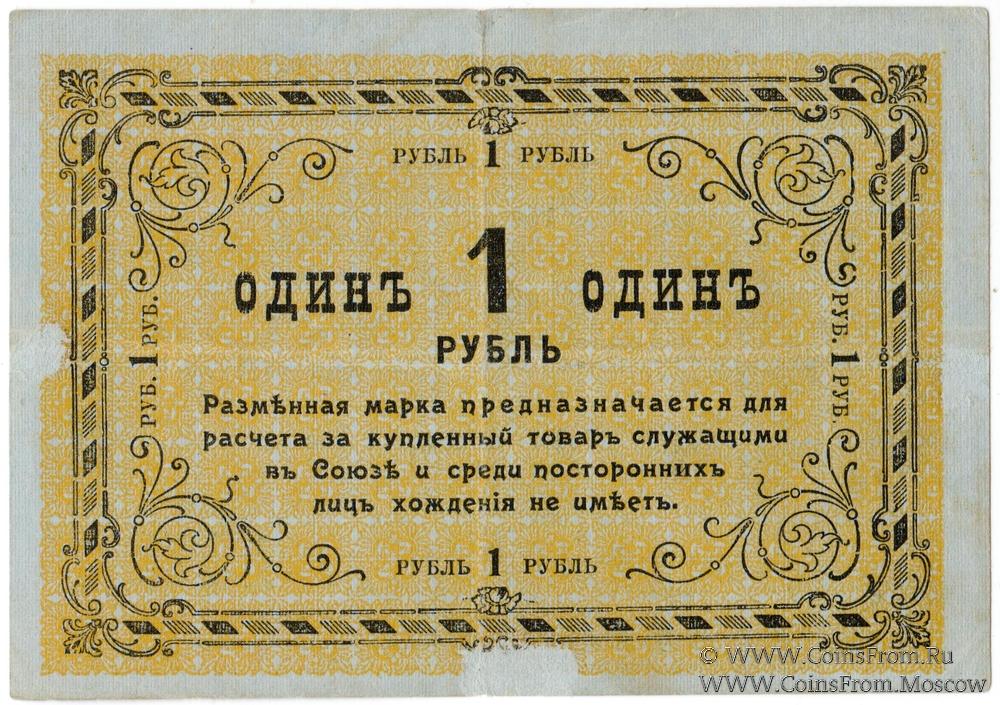 РУБЛЬ 1 РУБЛЬ
ОДИНЪ 1 ОДИНЪ
РУБЛЬ
РУБ. 1 РУБ.
РУБ. 1 РУБ.
Размѣнная марка предназначается для
расчета за купленный товаръ служащими
въ Союзѣ и среди постороннихъ
лицъ хожденія не имѣетъ.
РУБЛЬ 1 РУБЛЬ
© WWW.CoinsFrom.Ru
WWW.CoinsFrom.Moscow